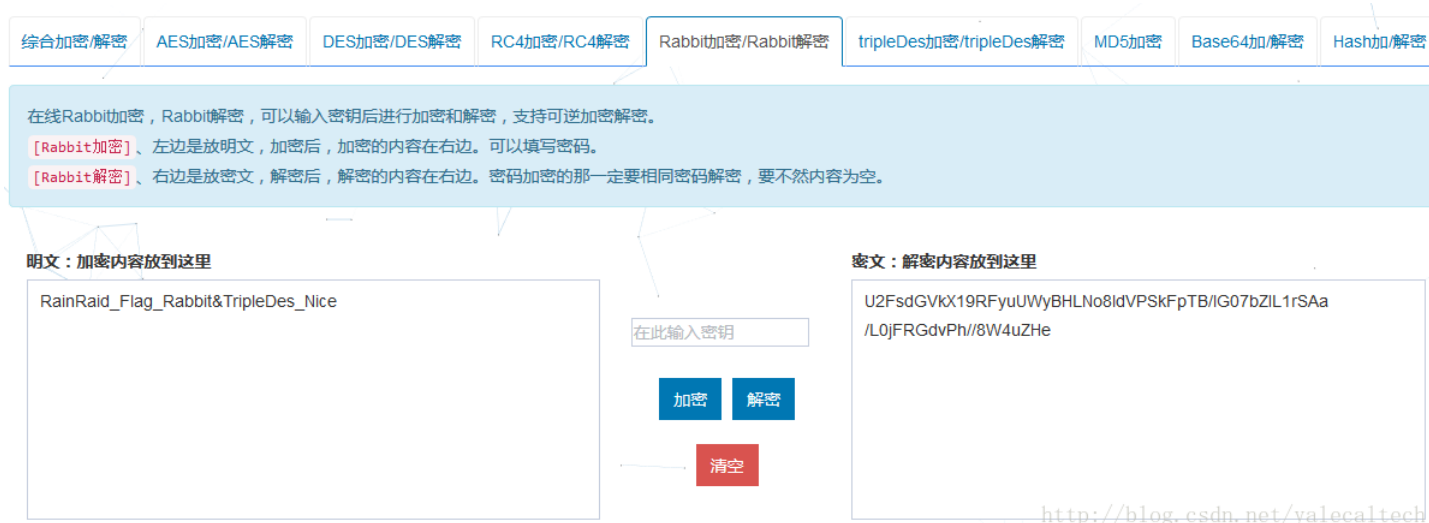 综合加密/解密
AES加密/AES解密
DES加密/DES解密
RC4加密/RC4解密
Rabbit加密/Rabbit解密
tripleDes加密/tripleDes解密
MD5加密
Base64加/解密
Hash加/解密
在线Rabbit加密，Rabbit解密，可以输入密钥后进行加密和解密，支持可逆加密解密。
[Rabbit加密]、左边是放明文，加密后，加密的内容在右边。可以填写密码。
[Rabbit解密]、右边是放密文，解密后，解密的内容在右边。密码加密的那一定要相同密码解密，要不然内容为空。
明文：加密内容放到这里
RainRaid_Flag_Rabbit&TripleDes_Nice
在此输入密钥
加密
解密
清空
密文：解密内容放到这里
U2FsdGVkX19RFyuUWyBHLNo8ldVPSkFpTB/lG07bZlL1rSAa
/L0jFRGdvPh//8W4uZHe
http://blog.csdn.net/valecaltech